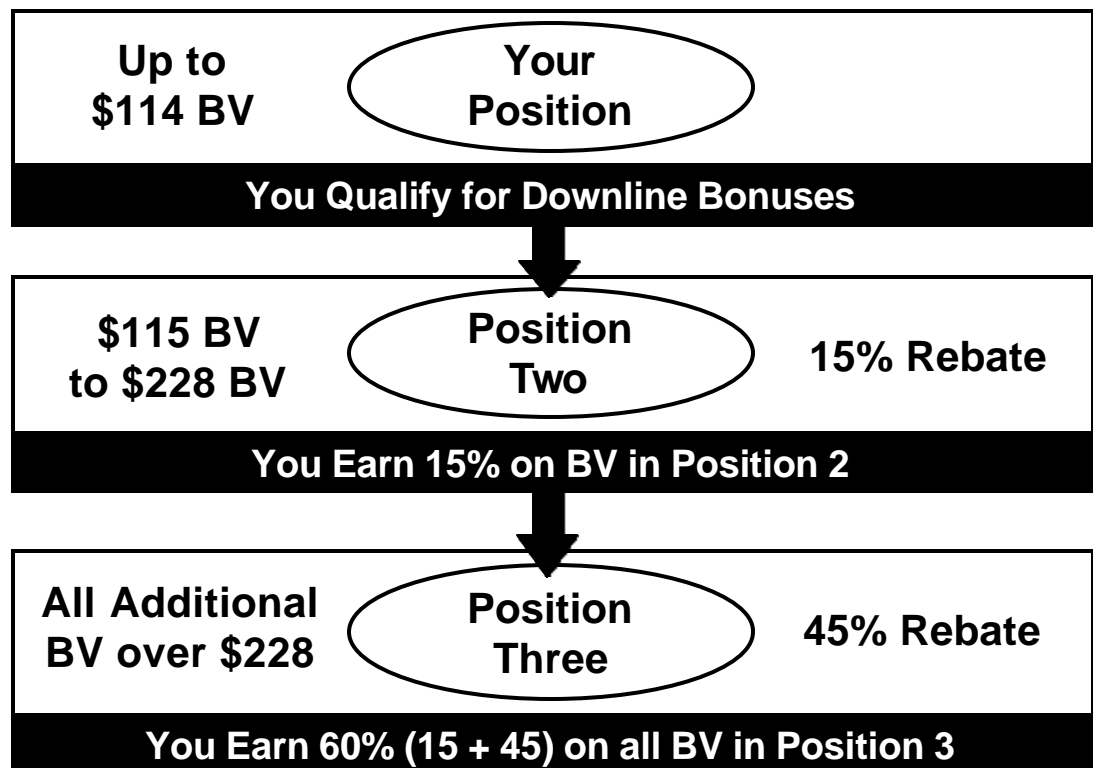 Up to
$114 BV
Your
Position
You Qualify for Downline Bonuses
$115 BV
to $228 BV
Position
Two
15% Rebate
You Earn 15% on BV in Position 2
All Additional
BV over $228
Position
Three
45% Rebate
You Earn 60% (15 + 45) on all BV in Position 3